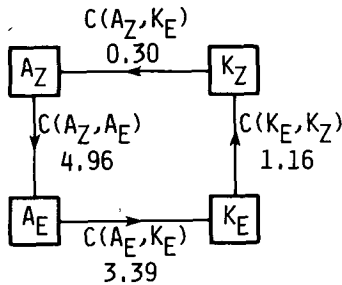 C(A_Z,K_E)
0.30
A_Z
K_Z
C(A_Z,A_E)
4.96
C(K_E,K_Z)
1.16
A_E
K_E
C(A_E,K_E)
3.39